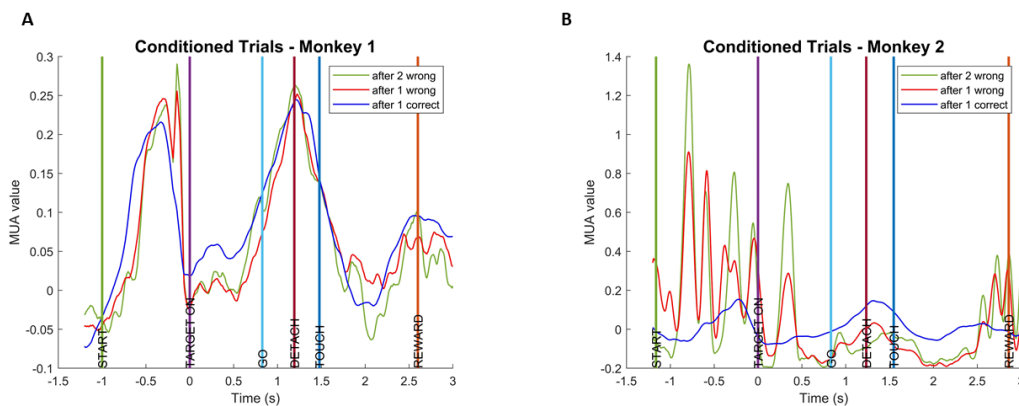 A
Conditioned Trials - Monkey 1
0.3
0.25
0.2
0.15
0.1
0.05
0
-0.05
-0.1
MUA value
after 2 wrong
after 1 wrong
after 1 correct
START
TARGET ON
GO
DETACH
TOUCH
REWARD
-1.5 -1 -0.5 0 0.5 1 1.5 2 2.5 3
Time (s)
B
Conditioned Trials - Monkey 2
1.4
1.2
1
0.8
0.6
0.4
0.2
0
-0.2
MUA value
after 2 wrong
after 1 wrong
after 1 correct
START
TARGET ON
GO
DETACH
TOUCH
REWARD
-1.5 -1 -0.5 0 0.5 1 1.5 2 2.5 3
Time (s)